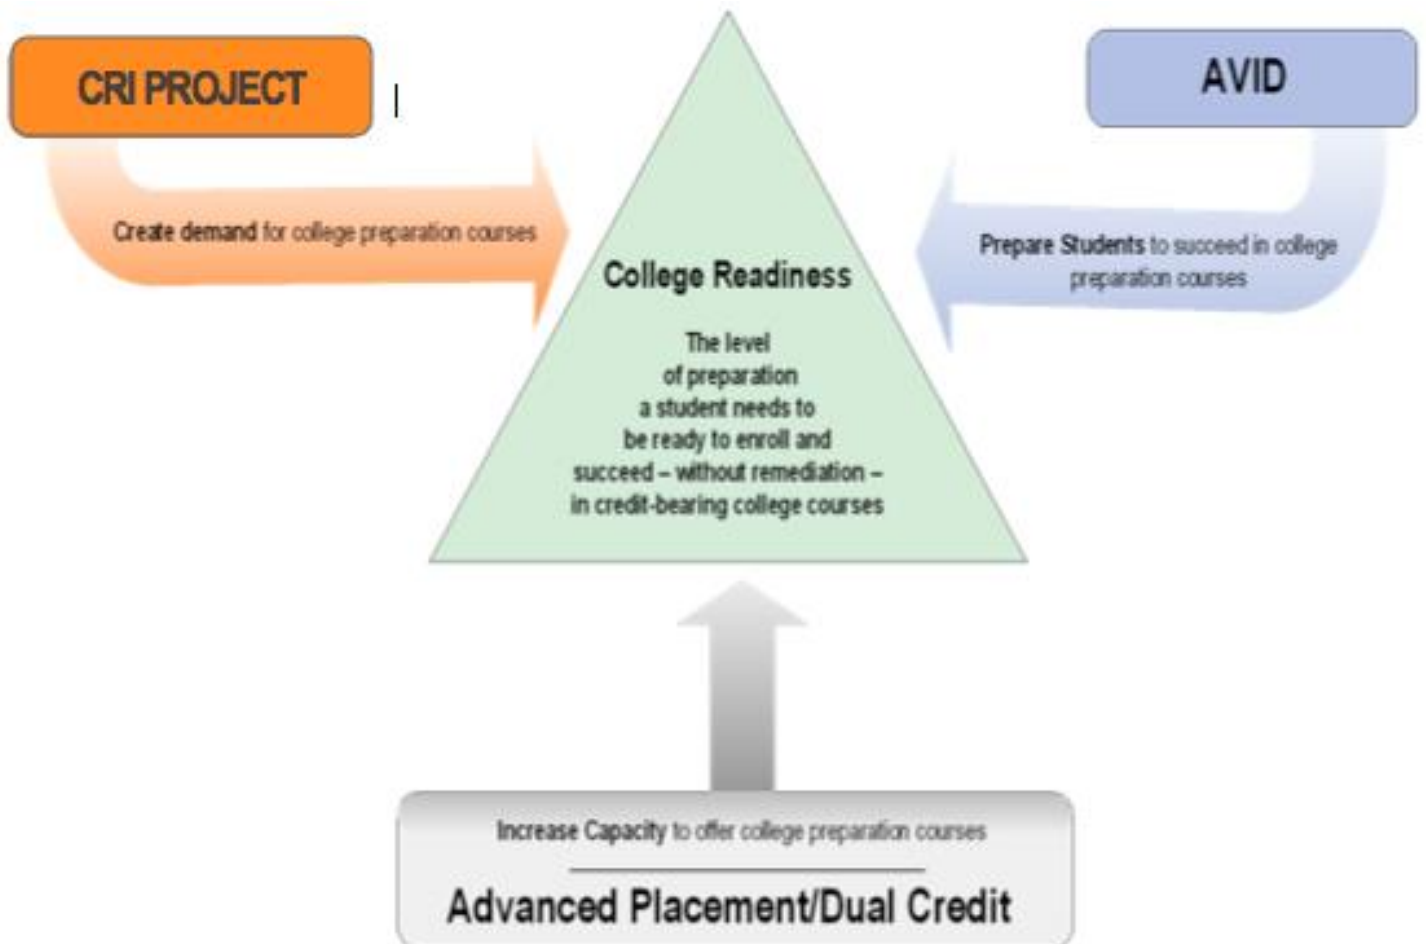 CRI PROJECT
AVID
Create demand for college preparation courses
Prepare Students to succeed in college
preparation courses
College Readiness
The level
of preparation
a student needs to
be ready to enroll and
succeed – without remediation –
in credit-bearing college courses
Increase Capacity to offer college preparation courses
Advanced Placement/Dual Credit